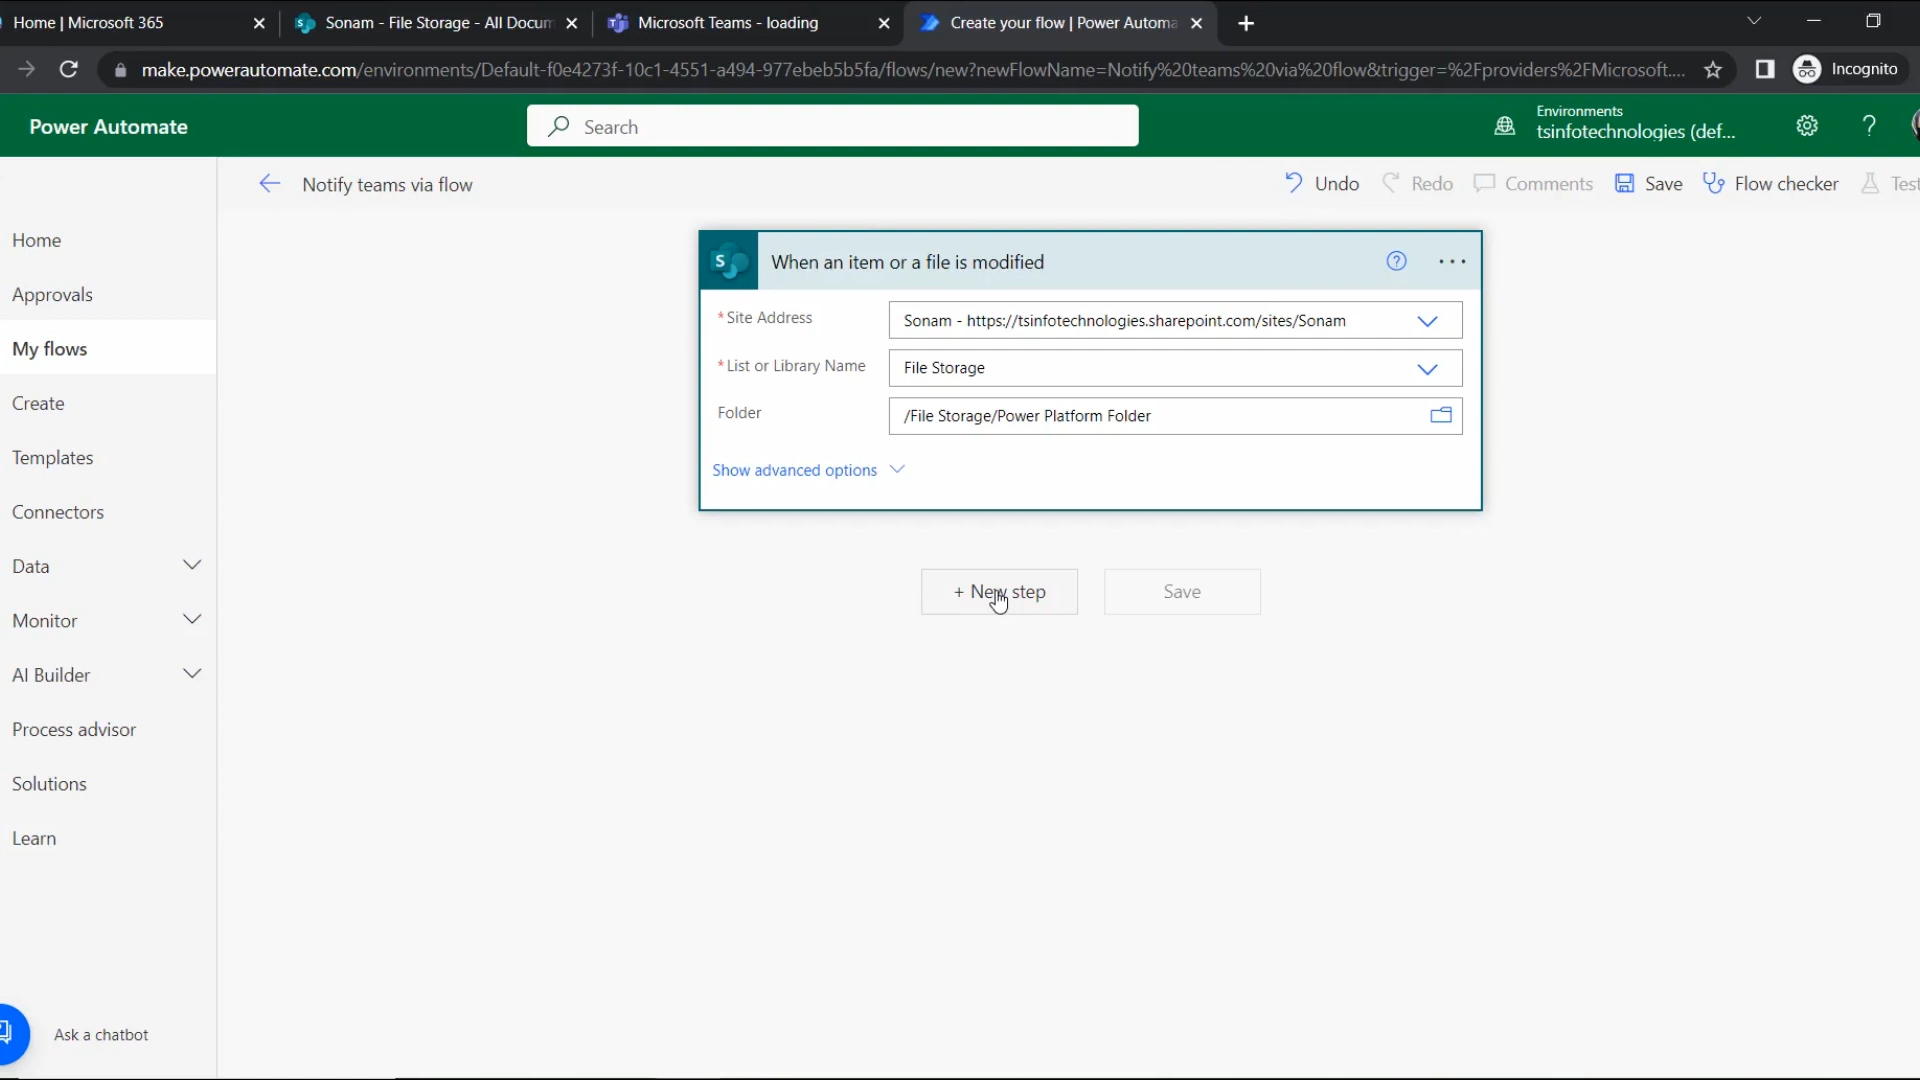 Home | Microsoft 365
Sonam - File Storage - All Docum
Microsoft Teams - loading
Create your flow | Power Automa
make.powerautomate.com/environments/Default-f0e4273f-10c1-4551-a494-977ebeb5b5fa/flows/new?newFlowName=Notify%20teams%20via%20flow&trigger=%2Fproviders%2FMicrosoft....
Incognito
Power Automate
Search
Environments
tsinfotechnologies (def...
Notify teams via flow
Undo
Redo
Comments
Save
Flow checker
Test
Home
Approvals
My flows
Create
Templates
Connectors
Data
Monitor
AI Builder
Process advisor
Solutions
Learn
Ask a chatbot
When an item or a file is modified
* Site Address
Sonam - https://tsinfotechnologies.sharepoint.com/sites/Sonam
* List or Library Name
File Storage
Folder
/File Storage/Power Platform Folder
Show advanced options
+ New step
Save